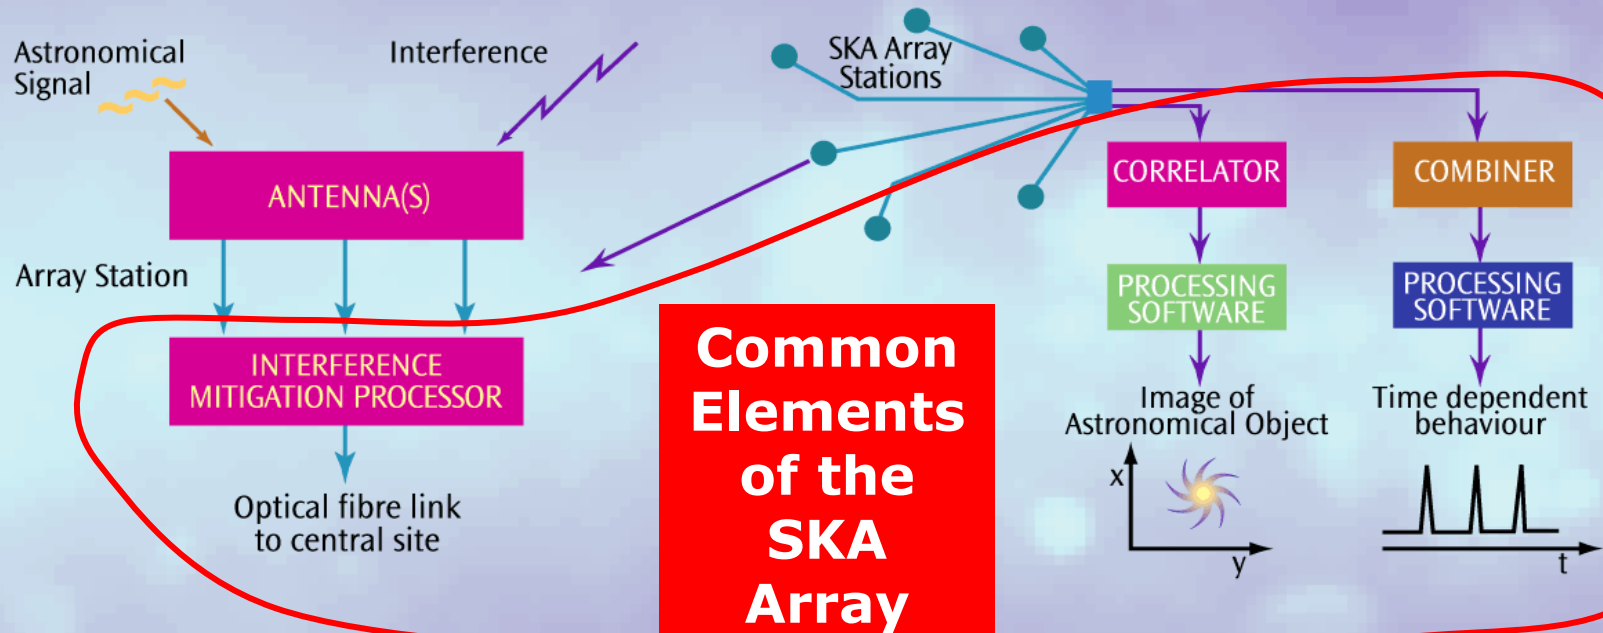 Astronomical
Signal
Interference
SKA Array
Stations
ANTENNA(S)
CORRELATOR
COMBINER
Array Station
PROCESSING
SOFTWARE
PROCESSING
SOFTWARE
INTERFERENCE
MITIGATION PROCESSOR
Common
Elements
of the
SKA
Array
Image of
Astronomical Object
Time dependent
behaviour
Optical fibre link
to central site
x
y
t